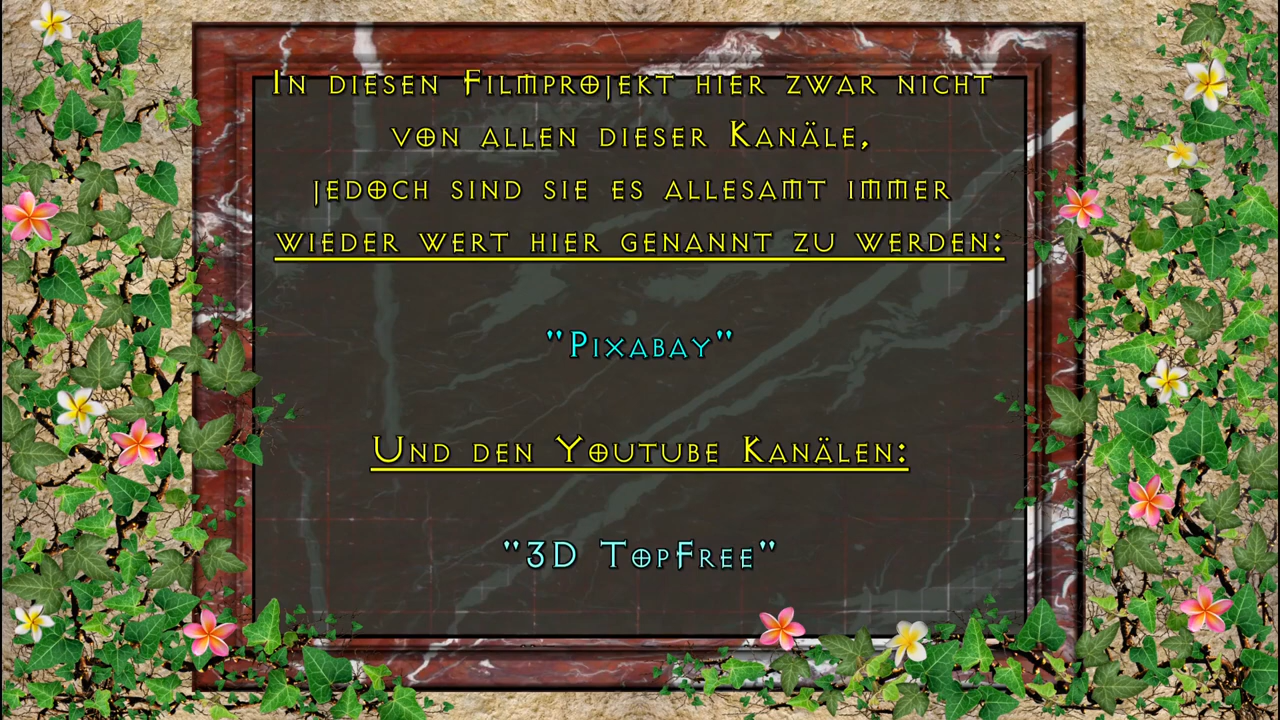 In diesen Filmprojekt hier zwar nicht
von allen dieser Kanäle,
jedoch sind sie es allesamt immer
wieder wert hier genannt zu werden:
"Pixabay"
Und den Youtube Kanälen:
"3D TopFree"